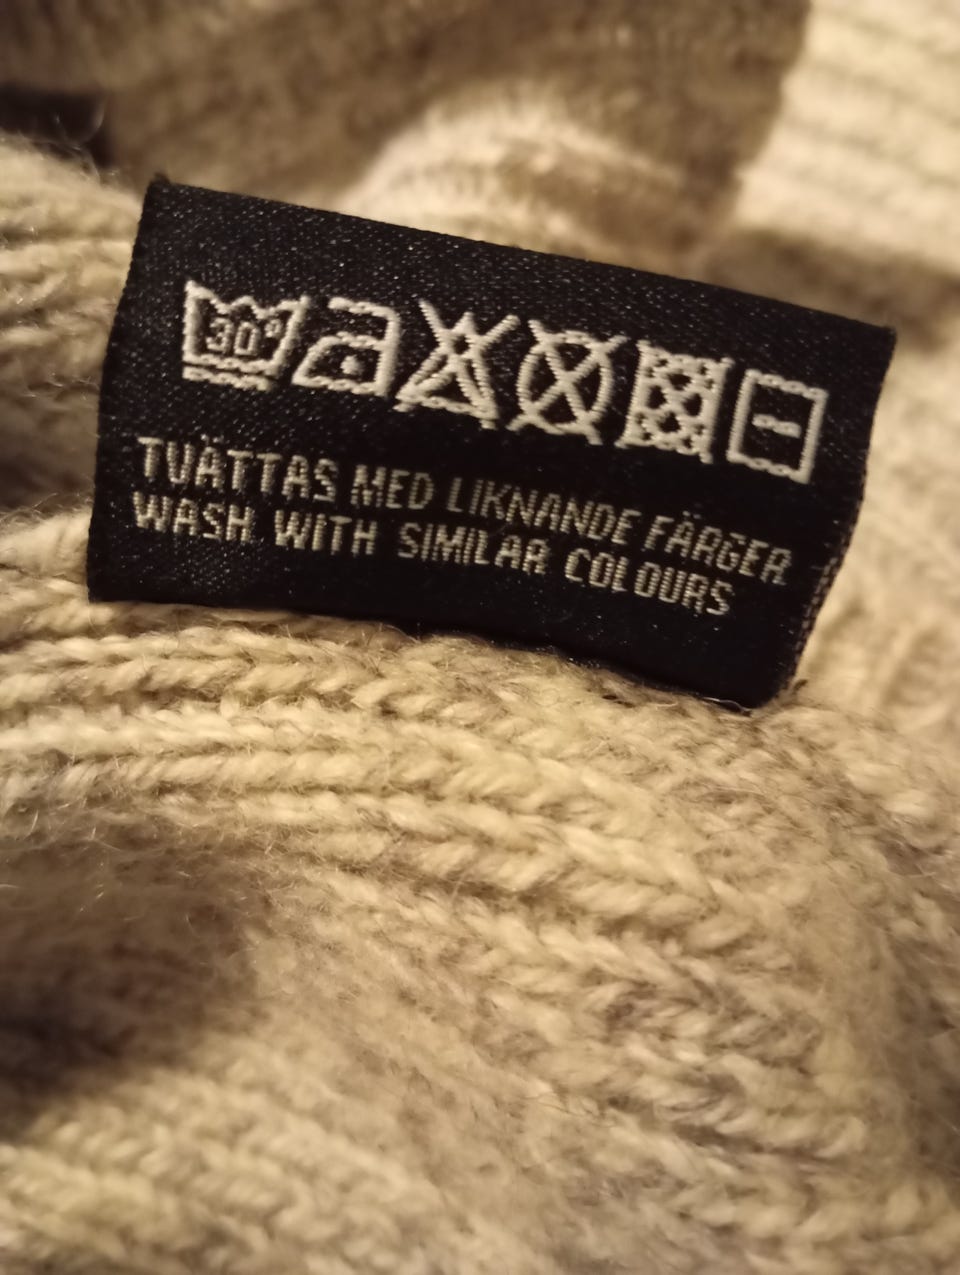 30°
TVÄTTAS MED LIKNANDE FÄRGER
WASH WITH SIMILAR COLOURS